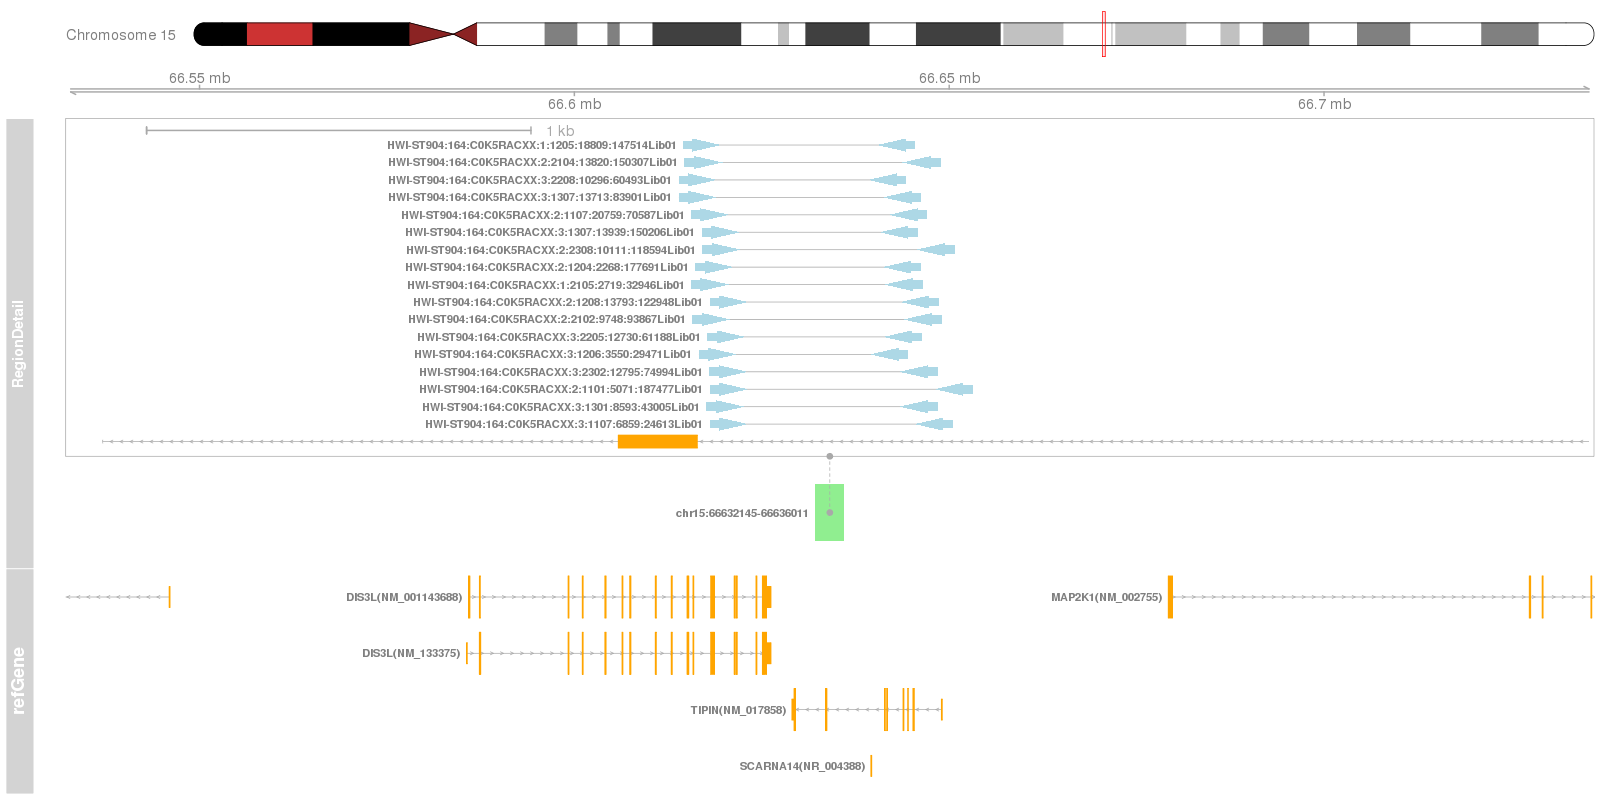 Chromosome 15
66.55 mb
66.65 mb
66.6 mb
66.7 mb
1 kb
HWI-ST904:164:C0K5RACXX:1:1205:18809:147514Lib01
HWI-ST904:164:C0K5RACXX:2:2104:13820:150307Lib01
HWI-ST904:164:C0K5RACXX:3:2208:10296:60493Lib01
HWI-ST904:164:C0K5RACXX:3:1307:13713:83901Lib01
HWI-ST904:164:C0K5RACXX:2:1107:20759:70587Lib01
HWI-ST904:164:C0K5RACXX:3:1307:13939:150206Lib01
HWI-ST904:164:C0K5RACXX:2:2308:10111:118594Lib01
HWI-ST904:164:C0K5RACXX:2:1204:2268:177691Lib01
HWI-ST904:164:C0K5RACXX:1:2105:2719:32946Lib01
HWI-ST904:164:C0K5RACXX:2:1208:13793:122948Lib01
HWI-ST904:164:C0K5RACXX:2:2102:9748:93867Lib01
HWI-ST904:164:C0K5RACXX:3:2205:12730:61188Lib01
HWI-ST904:164:C0K5RACXX:3:1206:3550:29471Lib01
HWI-ST904:164:C0K5RACXX:3:2302:12795:74994Lib01
HWI-ST904:164:C0K5RACXX:2:1101:5071:187477Lib01
HWI-ST904:164:C0K5RACXX:3:1301:8593:43005Lib01
HWI-ST904:164:C0K5RACXX:3:1107:6859:24613Lib01
RegionDetail
chr15:66632145-66636011
DIS3L(NM_001143688)
MAP2K1(NM_002755)
DIS3L(NM_133375)
refGene
TIPIN(NM_017858)
SCARNA14(NR_004388)